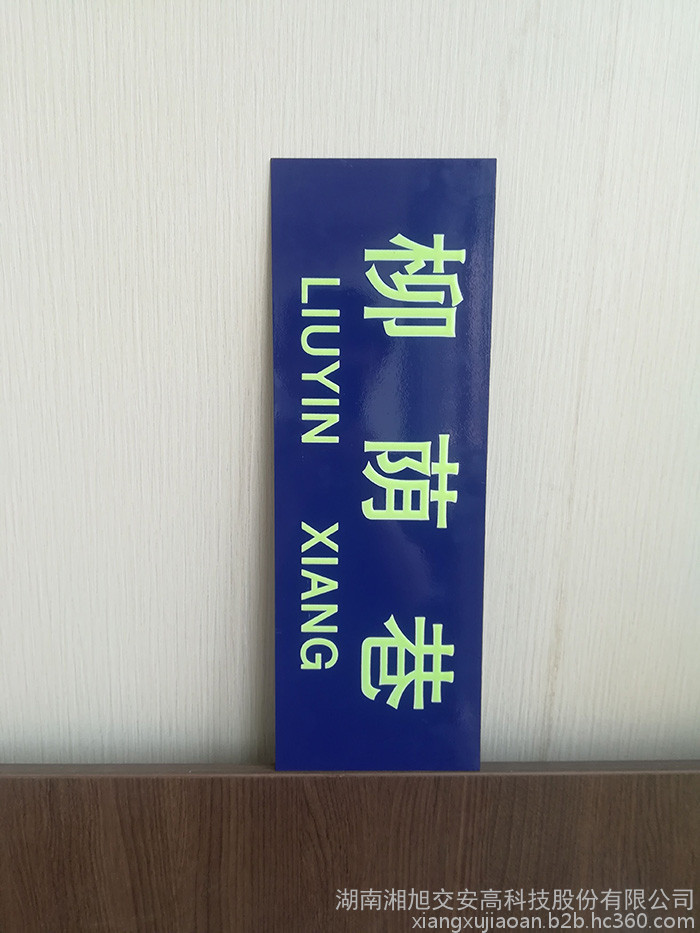 柳荫巷
LIUYIN XIANG
湖南湘旭交安高科技股份有限公司
xiangxujiaoan.b2b.hc360.com